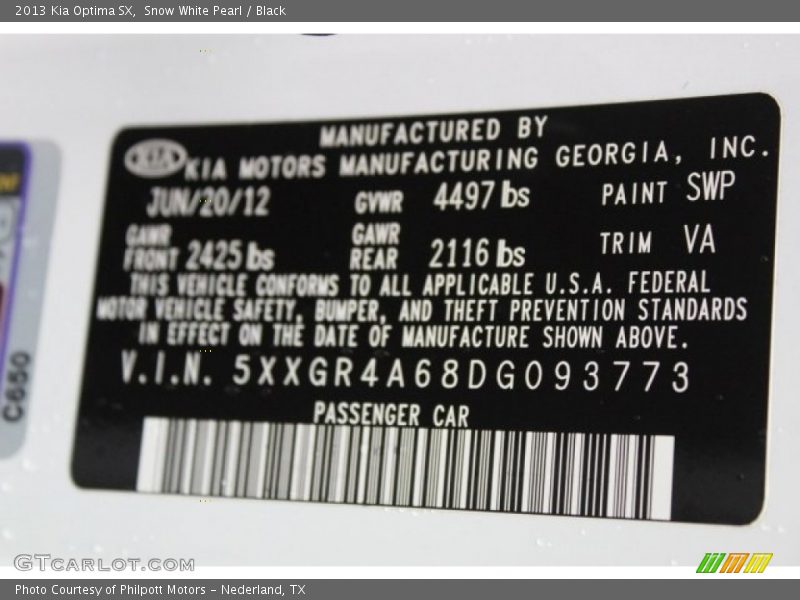 2013 Kia Optima SX, Snow White Pearl / Black
MANUFACTURED BY
KIA KIA MOTORS MANUFACTURING GEORGIA, INC.
JUN/20/12 GVWR 4497 lbs PAINT SWP
GAWR FRONT 2425 lbs GAWR REAR 2116 lbs TRIM VA
THIS VEHICLE CONFORMS TO ALL APPLICABLE U.S.A. FEDERAL
MOTOR VEHICLE SAFETY, BUMPER, AND THEFT PREVENTION STANDARDS
IN EFFECT ON THE DATE OF MANUFACTURE SHOWN ABOVE.
V.I.N. 5XXGR4A68DG093773
PASSENGER CAR
C650
GTCARLOT.COM
Photo Courtesy of Philpott Motors - Nederland, TX